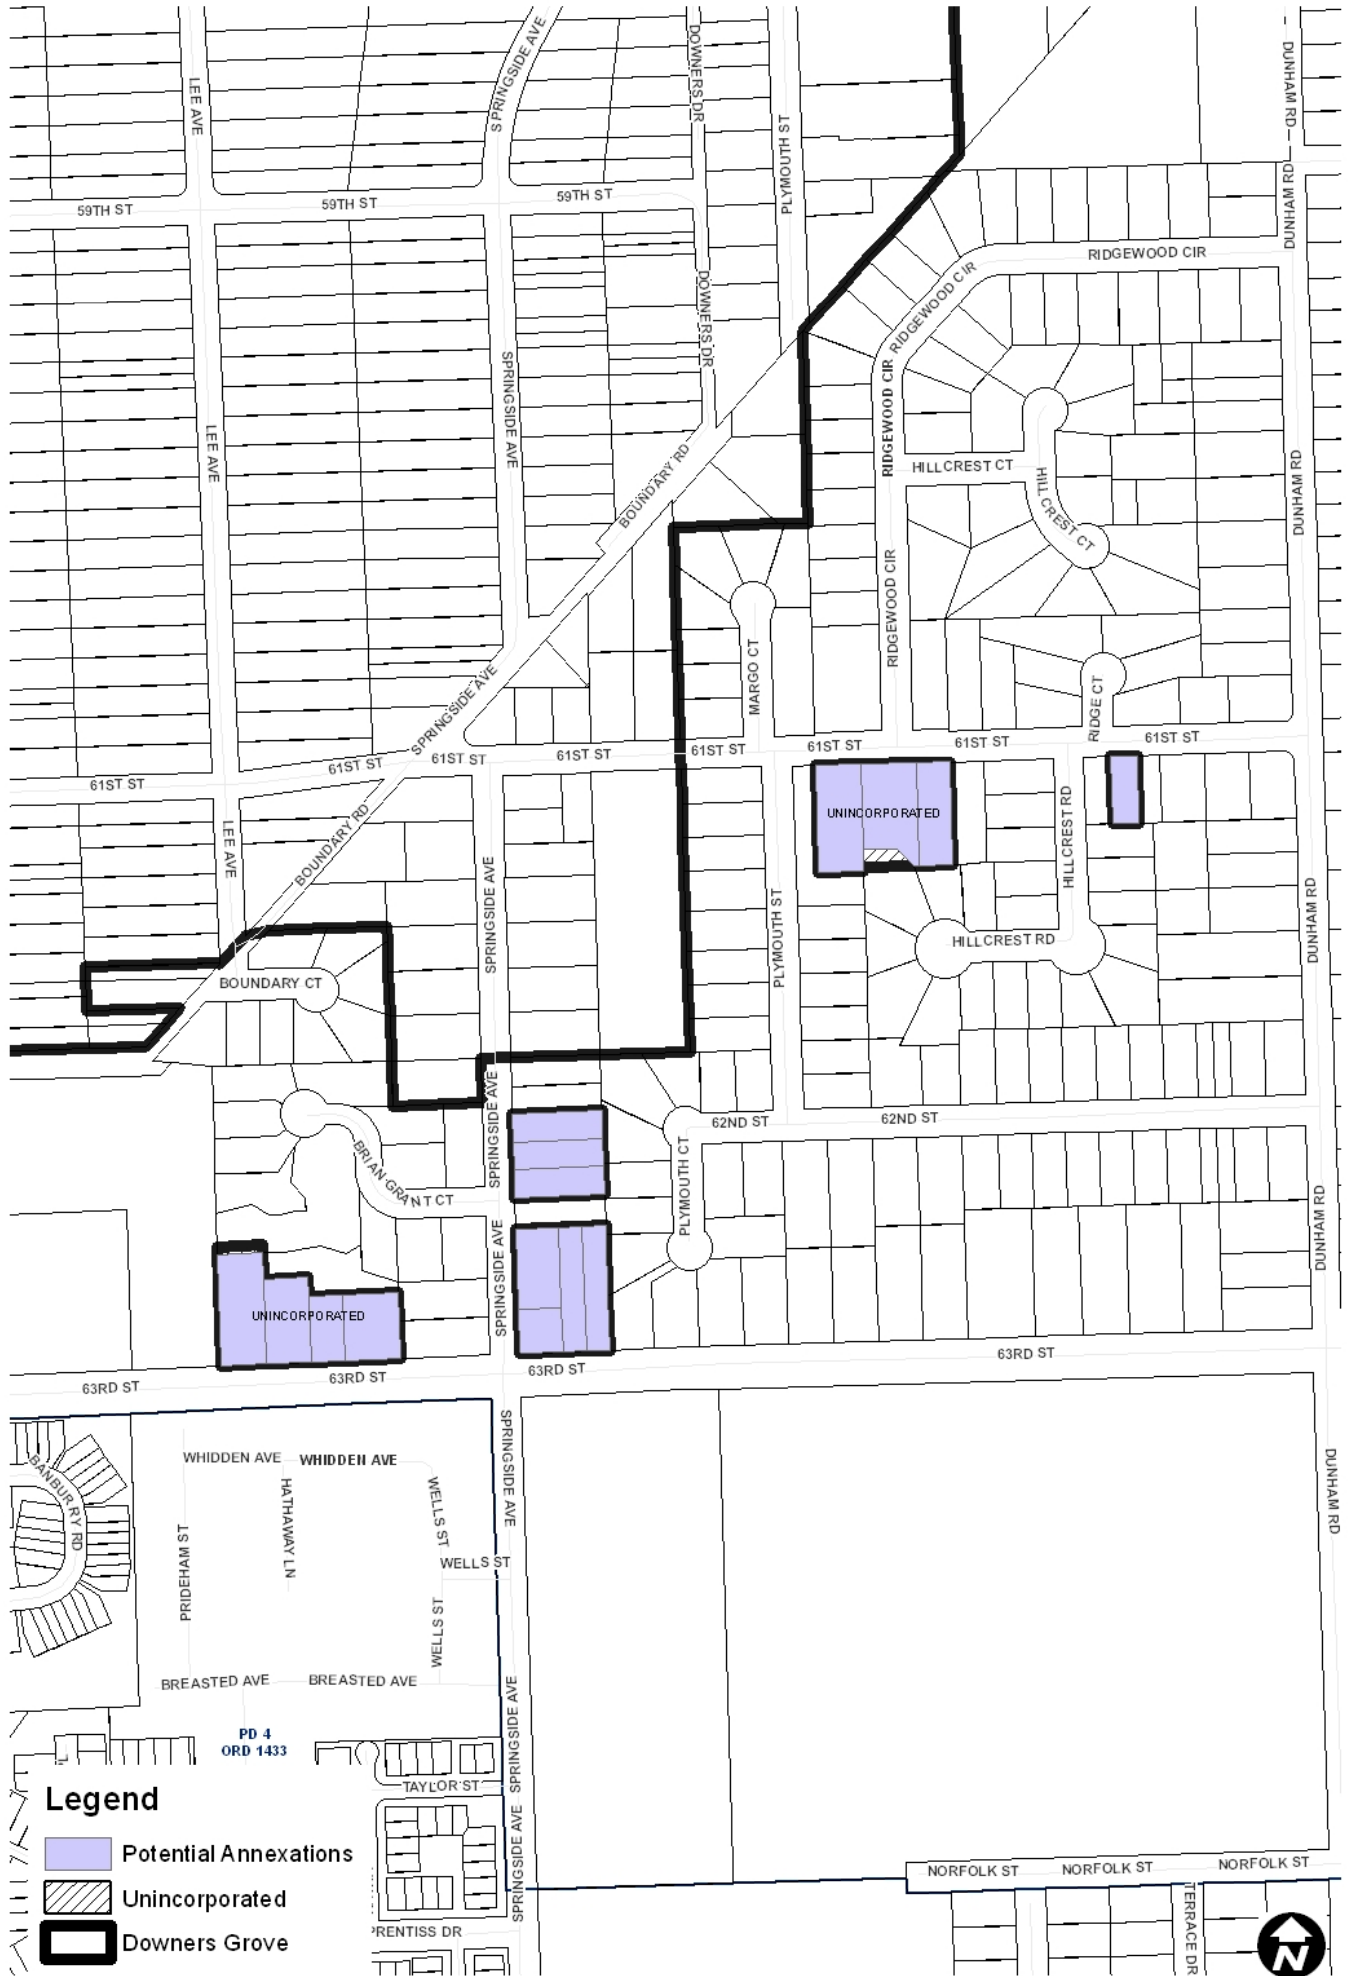 SPRINGSIDE AVE
DOWNERS DR
DUNHAM RD
LEE AVE
PLYMOUTH ST
DUNHAM RD
59TH ST
59TH ST
59TH ST
RIDGEWOOD CIR
RIDGEWOOD CIR
DOWNERS DR
SPRINGSIDE AVE
RIDGEWOOD CIR
LEE AVE
BOUNDARY RD
HILLCREST CT
HILLCREST CT
DUNHAM RD
RIDGEWOOD CIR
MARGO CT
RIDGE CT
SPRINGSIDE AVE
61ST ST
61ST ST
61ST ST
61ST ST
61ST ST
61ST ST
61ST ST
61ST ST
UNINCORPORATED
LEE AVE
BOUNDARY RD
HILLCREST RD
SPRINGSIDE AVE
PLYMOUTH ST
DUNHAM RD
HILLCREST RD
BOUNDARY CT
SPRINGSIDE AVE
62ND ST
62ND ST
BRIAN GRANT CT
PLYMOUTH CT
DUNHAM RD
SPRINGSIDE AVE
UNINCORPORATED
63RD ST
63RD ST
63RD ST
63RD ST
SPRINGSIDE AVE
WHIDDEN AVE
WHIDDEN AVE
BANBUR RY RD
HATHAWAY LN
WELLS ST
DUNHAM RD
PRIDEHAM ST
WELLS ST
WELLS ST
BREASTED AVE
BREASTED AVE
SPRINGSIDE AVE
PD 4
ORD 1433
TAYLOR ST
SPRINGSIDE AVE
NORFOLK ST
NORFOLK ST
NORFOLK ST
TERRACE DR
PRENTISS DR
Legend
Potential Annexations
Unincorporated
Downers Grove
N